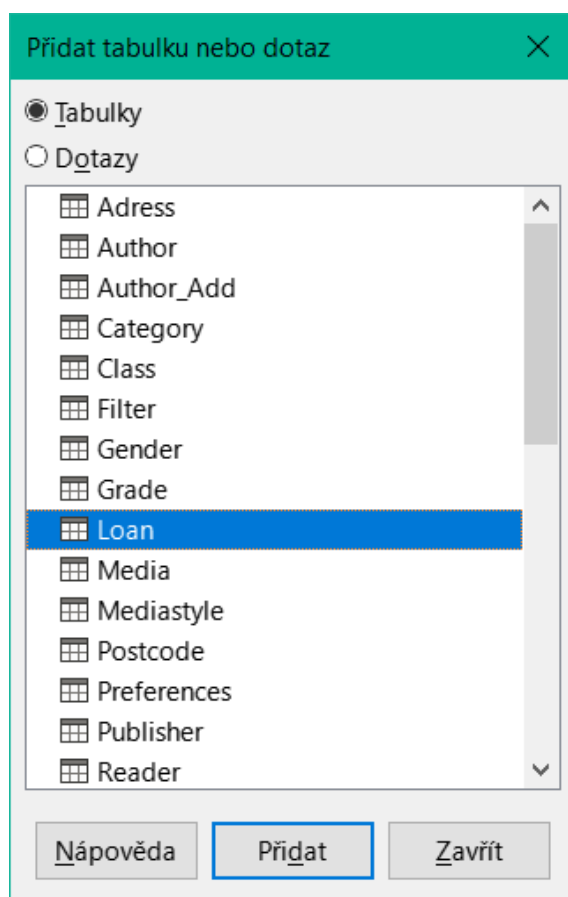 Přidat tabulku nebo dotaz
Tabulky
Dotazy
Adress
Author
Author_Add
Category
Class
Filter
Gender
Grade
Loan
Media
Mediastyle
Postcode
Preferences
Publisher
Reader
Nápověda Přidat Zavřít